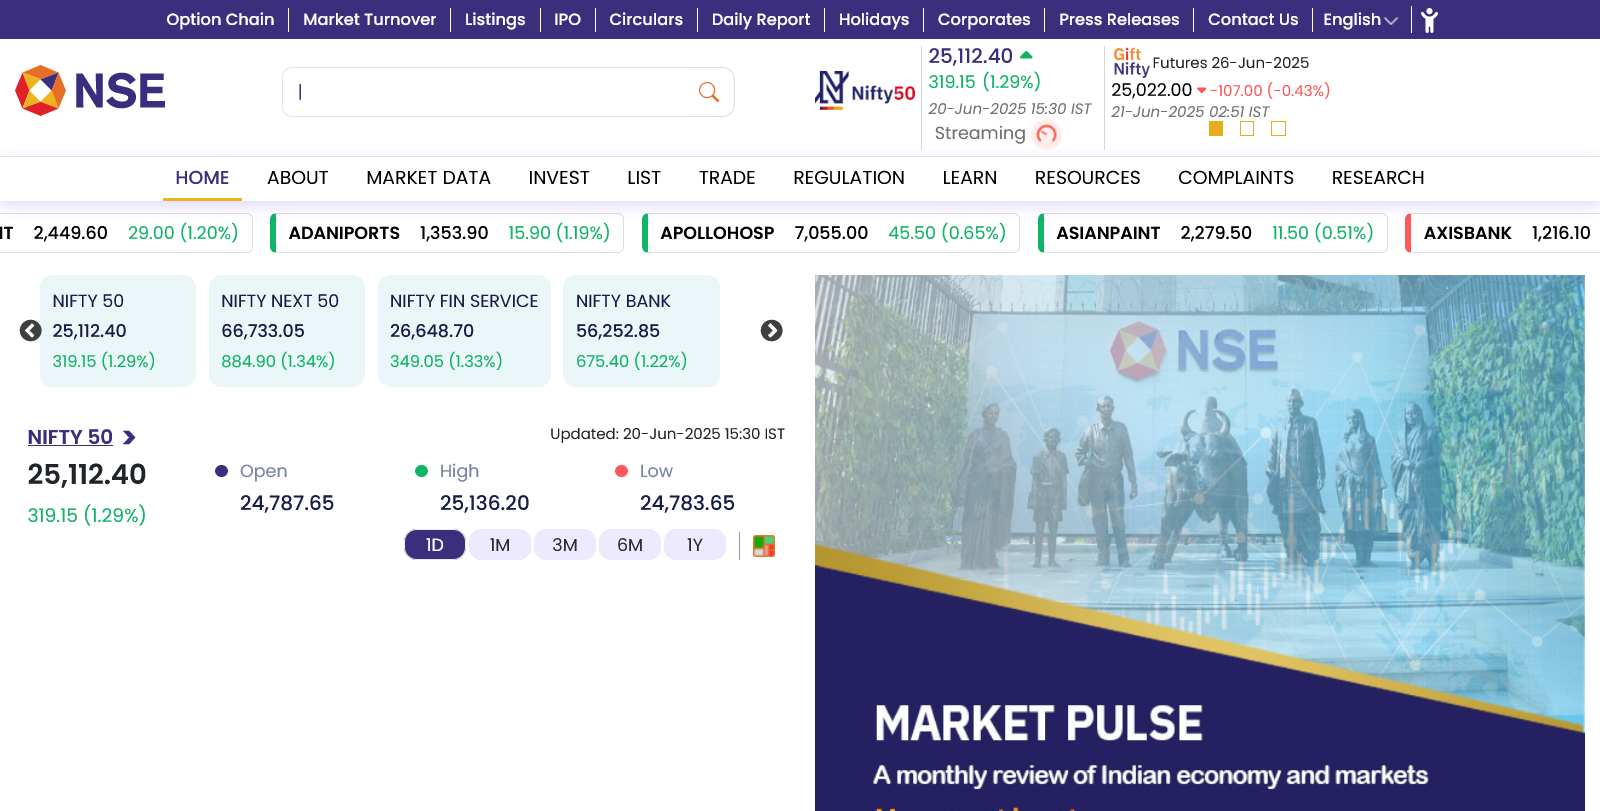 Option Chain Market Turnover Listings IPO Circulars Daily Report Holidays Corporates Press Releases Contact Us English
NSE
Nifty50
25,112.40
319.15 (1.29%)
20-Jun-2025 15:30 IST
Streaming
Gift
Nifty Futures 26-Jun-2025
25,022.00 -107.00 (-0.43%)
21-Jun-2025 02:51 IST
HOME ABOUT MARKET DATA INVEST LIST TRADE REGULATION LEARN RESOURCES COMPLAINTS RESEARCH
2,449.60 29.00 (1.20%) ADANIPORTS 1,353.90 15.90 (1.19%) APOLLOHOSP 7,055.00 45.50 (0.65%) ASIANPAINT 2,279.50 11.50 (0.51%) AXISBANK 1,216.10
NIFTY 50
25,112.40
319.15 (1.29%)
NIFTY NEXT 50
66,733.05
884.90 (1.34%)
NIFTY FIN SERVICE
26,648.70
349.05 (1.33%)
NIFTY BANK
56,252.85
675.40 (1.22%)
NIFTY 50
25,112.40
319.15 (1.29%)
Updated: 20-Jun-2025 15:30 IST
Open
24,787.65
High
25,136.20
Low
24,783.65
1D 1M 3M 6M 1Y
NSE
MARKET PULSE
A monthly review of Indian economy and markets